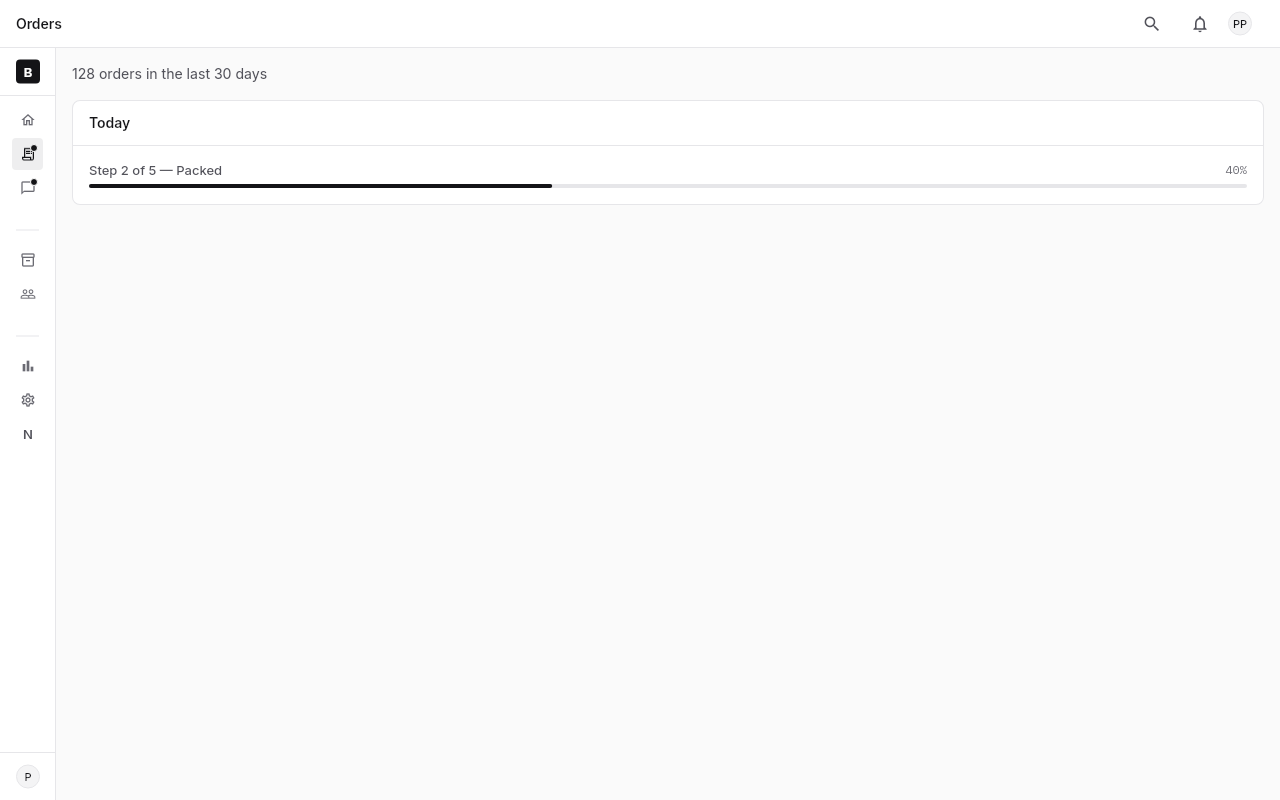 Orders
PP
B
128 orders in the last 30 days
Today
Step 2 of 5 — Packed
40%
N
P